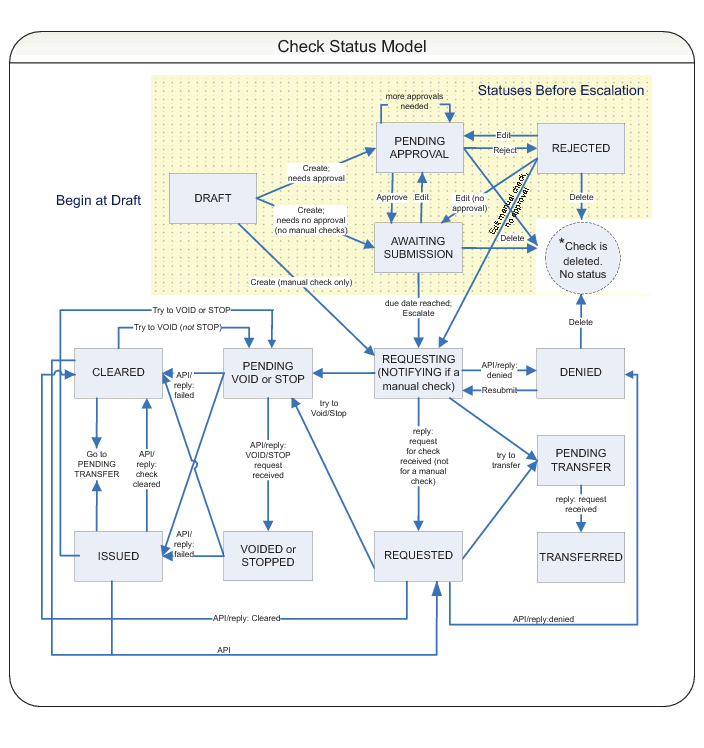 Check Status Model
Statuses Before Escalation
more approvals
needed
PENDING
APPROVAL
Edit
Reject
REJECTED
Create;
needs approval
Begin at Draft
DRAFT
Approve
Edit
Edit (no
approval)
Edit manual check,
no approval
Delete
Create;
needs no approval
(no manual checks)
AWAITING
SUBMISSION
Delete
*Check is
deleted.
No status
Create (manual check only)
due date reached;
Escalate
Try to VOID or STOP
Try to VOID (not STOP)
Delete
CLEARED
API/
reply:
failed
PENDING
VOID or STOP
REQUESTING
(NOTIFYING if a
manual check)
API/reply:
denied
Resubmit
DENIED
try to
Void/Stop
Go to
PENDING
TRANSFER
API/
reply:
check
cleared
API/reply:
VOID/STOP
request
received
reply:
request
for check
received (not
for a manual
check)
try to
transfer
PENDING
TRANSFER
reply: request
received
API/
reply:
failed
ISSUED
VOIDED or
STOPPED
REQUESTED
TRANSFERRED
API/reply: Cleared
API/reply:denied
API